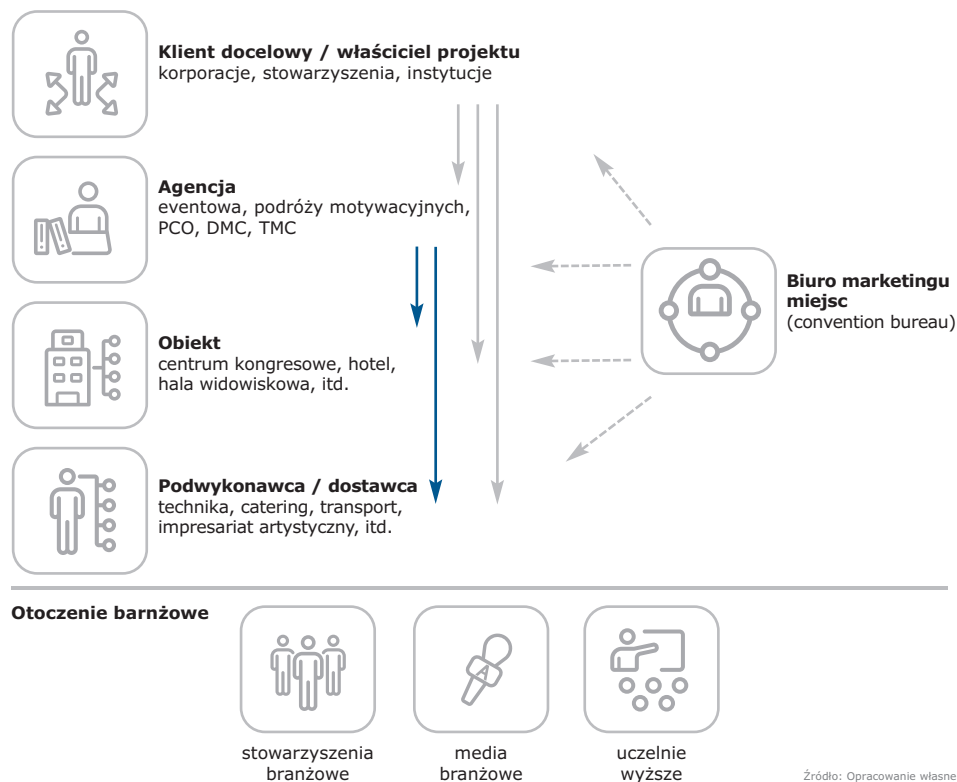 Klient docelowy / właściciel projektu
korporacje, stowarzyszenia, instytucje
Agencja
eventowa, podróży motywacyjnych,
PCO, DMC, TMC
Biuro marketingu
miejsc
(convention bureau)
Obiekt
centrum kongresowe, hotel,
hala widowiskowa, itd.
Podwykonawca / dostawca
technika, catering, transport,
impresariat artystyczny, itd.
Otoczenie barnżowe
A
stowarzyszenia
branżowe
media
branżowe
uczelnie
wyższe
Źródło: Opracowanie własne